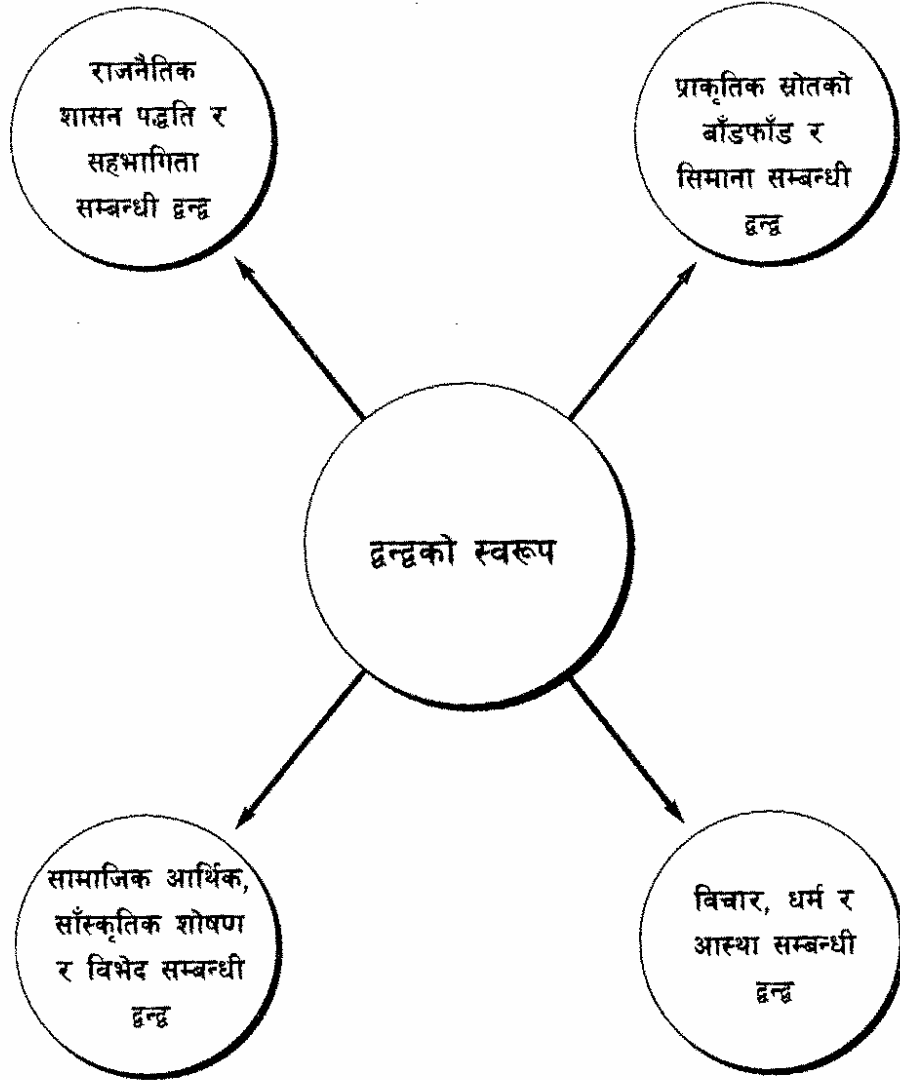 राजनैतिक
शासन पद्धति र
सहभागिता
सम्बन्धी द्वन्द्व
प्राकृतिक स्रोतको
बाँडफाँड र
सिमाना सम्बन्धी
द्वन्द्व
द्वन्द्वको स्वरूप
सामाजिक आर्थिक,
साँस्कृतिक शोषण
र विभेद सम्बन्धी
द्वन्द्व
विचार, धर्म र
आस्था सम्बन्धी
द्वन्द्व